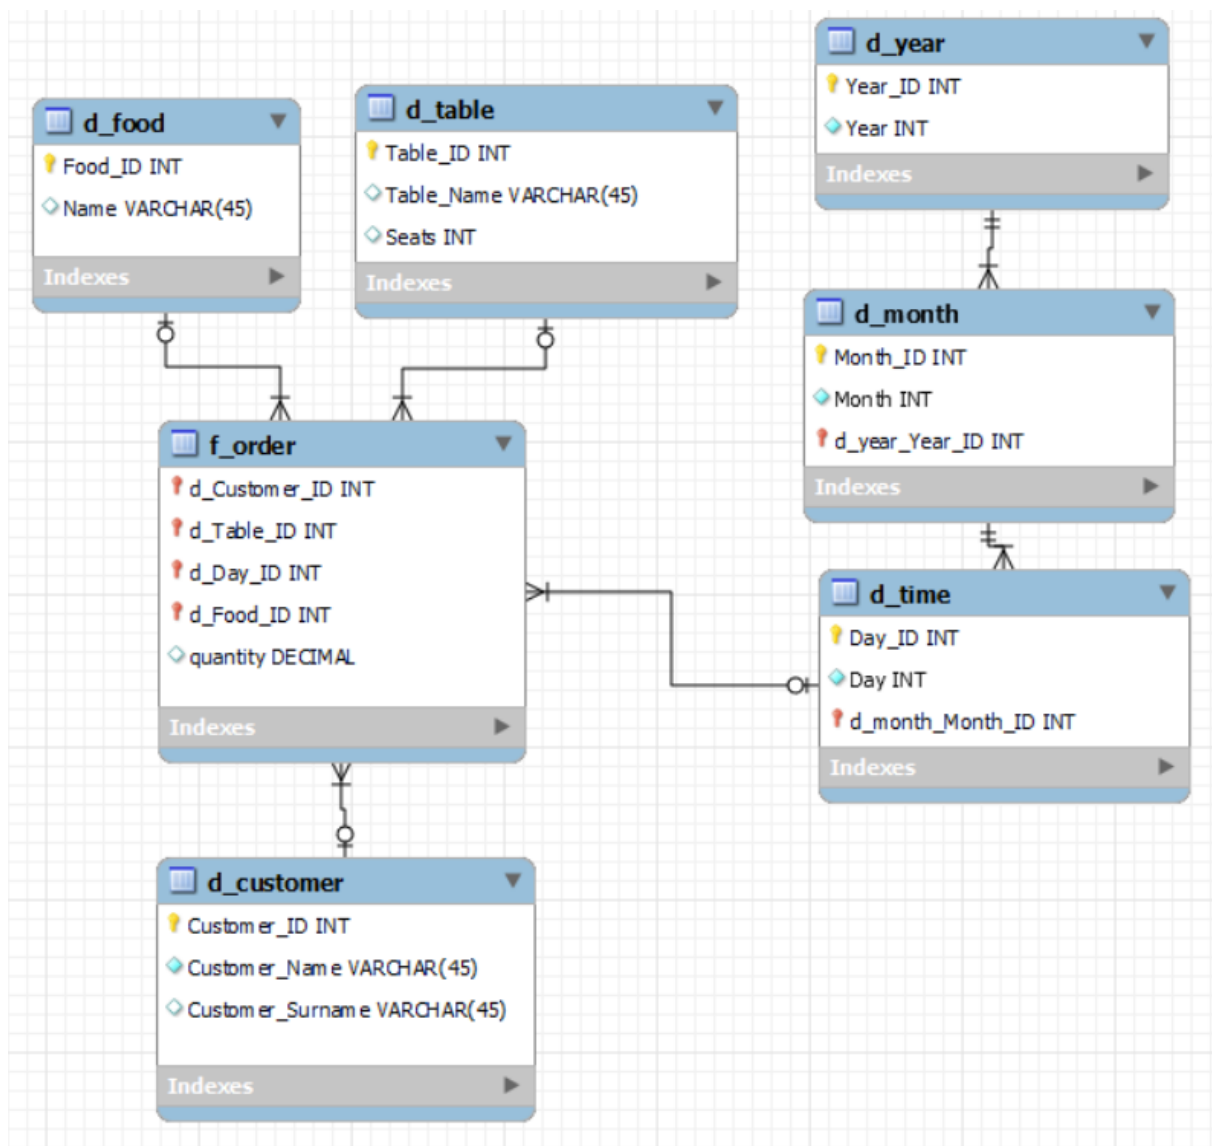 d_food
Food_ID INT
Name VARCHAR(45)
Indexes
d_table
Table_ID INT
Table_Name VARCHAR(45)
Seats INT
Indexes
d_year
Year_ID INT
Year INT
Indexes
d_month
Month_ID INT
Month INT
d_year_Year_ID INT
Indexes
f_order
d_Customer_ID INT
d_Table_ID INT
d_Day_ID INT
d_Food_ID INT
quantity DECIMAL
Indexes
d_time
Day_ID INT
Day INT
d_month_Month_ID INT
Indexes
d_customer
Customer_ID INT
Customer_Name VARCHAR(45)
Customer_Surname VARCHAR(45)
Indexes